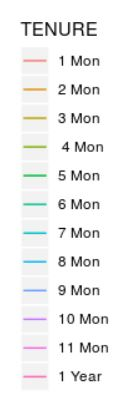 TENURE
1 Mon
2 Mon
3 Mon
4 Mon
5 Mon
6 Mon
7 Mon
8 Mon
9 Mon
10 Mon
11 Mon
1 Year